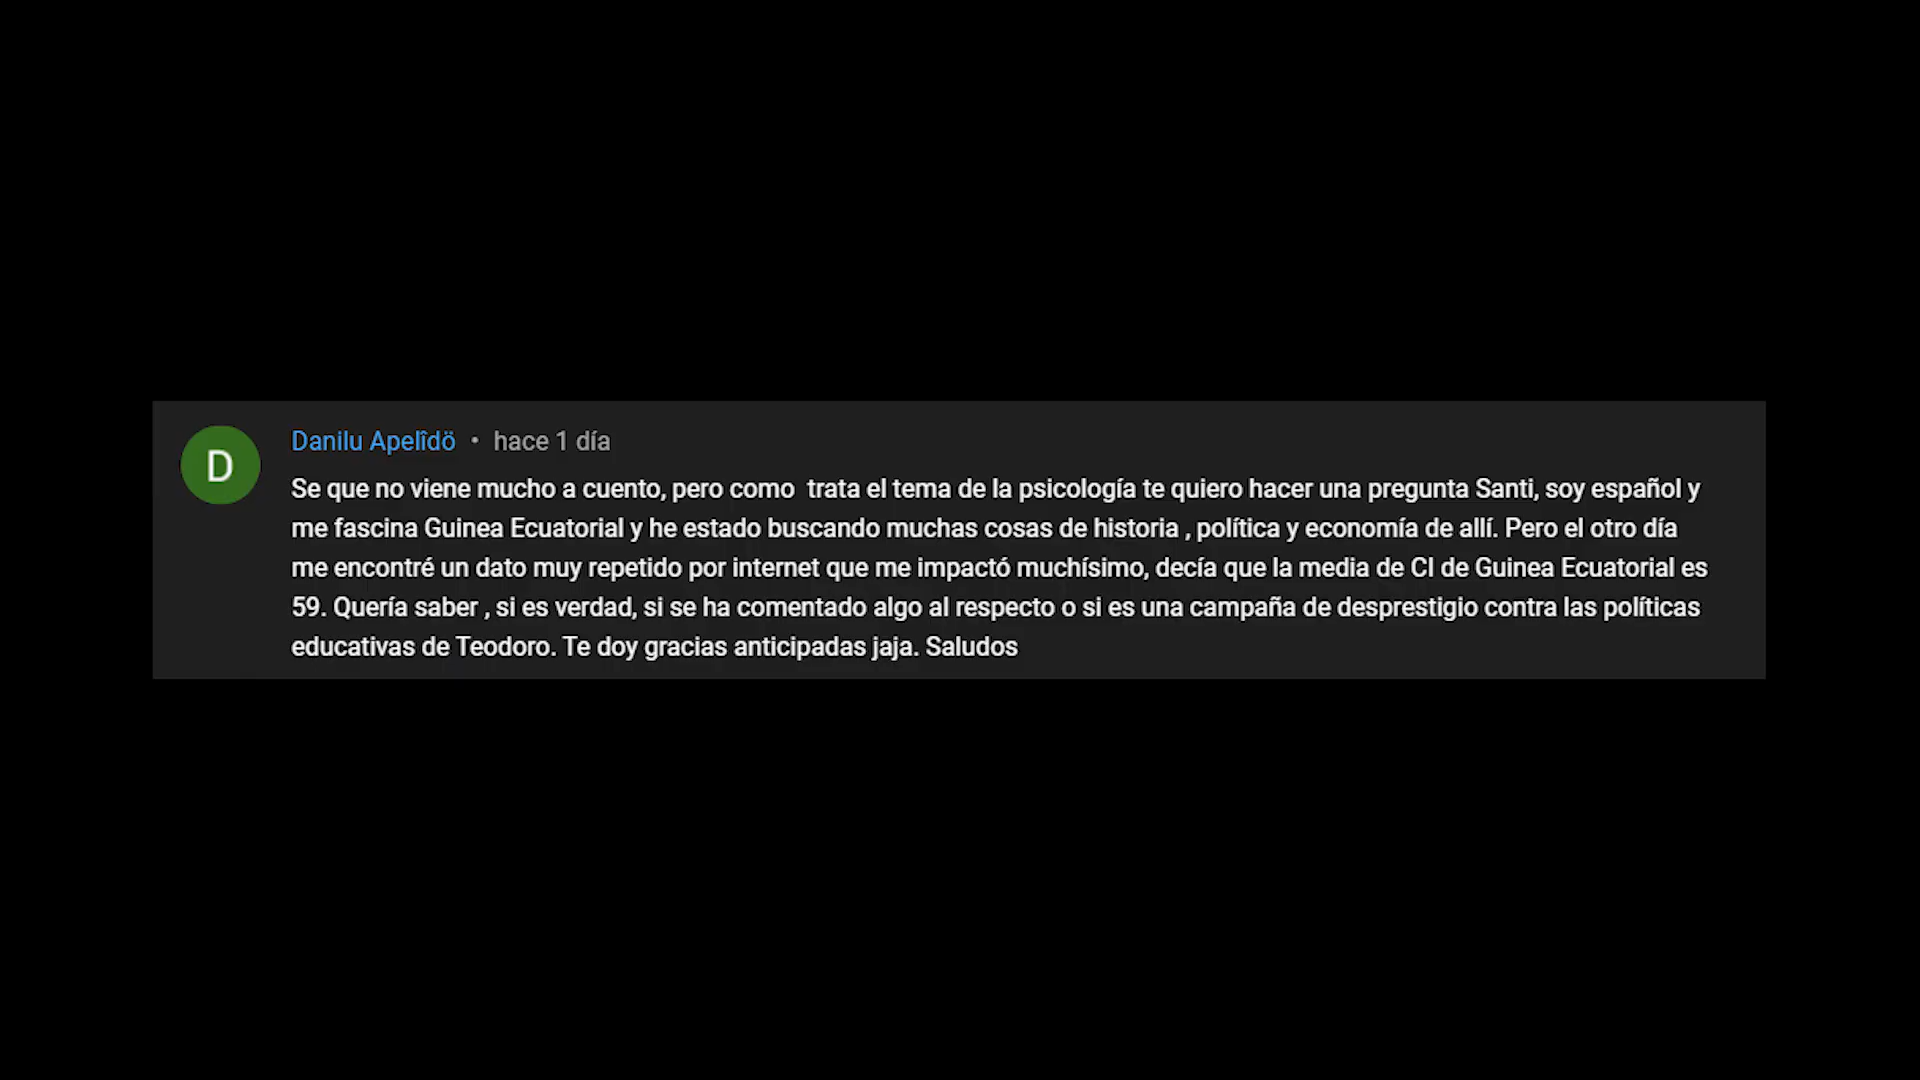 D
Danilu Apelîdö • hace 1 día
Se que no viene mucho a cuento, pero como  trata el tema de la psicología te quiero hacer una pregunta Santi, soy español y
me fascina Guinea Ecuatorial y he estado buscando muchas cosas de historia , política y economía de allí. Pero el otro día
me encontré un dato muy repetido por internet que me impactó muchísimo, decía que la media de CI de Guinea Ecuatorial es
59. Quería saber , si es verdad, si se ha comentado algo al respecto o si es una campaña de desprestigio contra las políticas
educativas de Teodoro. Te doy gracias anticipadas jaja. Saludos